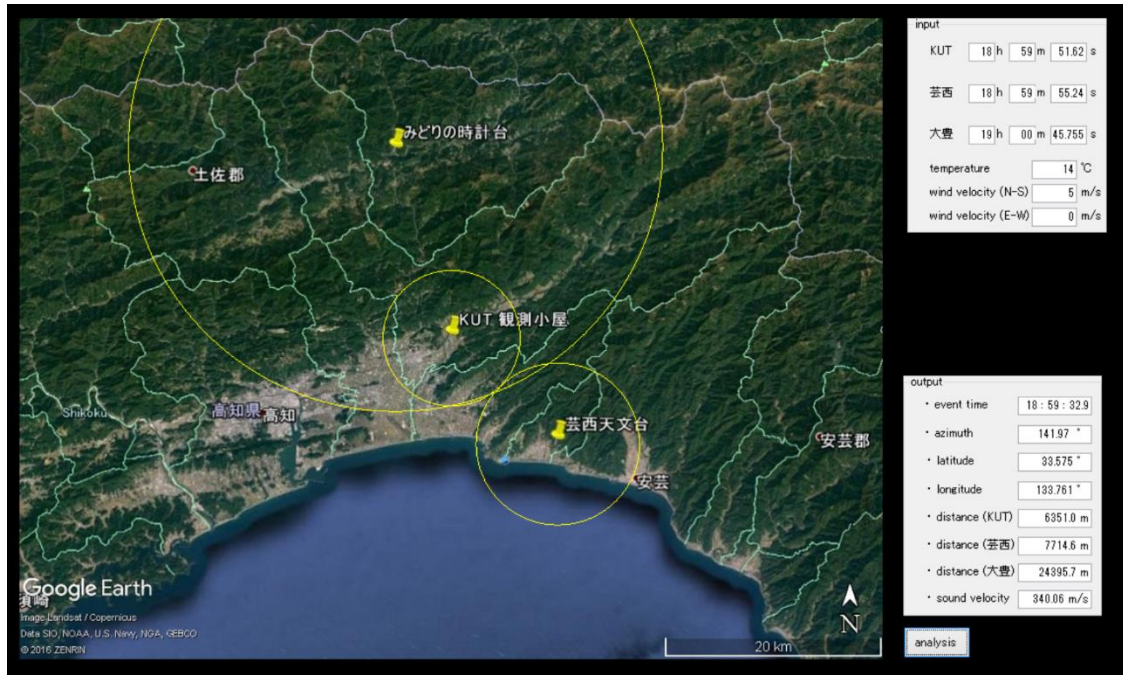 みどりの時計台
土佐郡
KUT 観測小屋
Shikoku
高知県
高知
芸西天文台
安芸郡
安芸
Google Earth
須崎
Image Landsat / Copernicus
Data SIO, NOAA, U.S. Navy, NGA, GEBCO
© 2016 ZENRIN
N
20 km
input
KUT 18 h 59 m 51.62 s
芸西 18 h 59 m 55.24 s
大豊 19 h 00 m 45.755 s
temperature 14 ℃
wind velocity (N-S) 5 m/s
wind velocity (E-W) 0 m/s
output
・event time 18 : 59 : 32.9
・azimuth 141.97 °
・latitude 33.575 °
・longitude 133.761 °
・distance (KUT) 6351.0 m
・distance (芸西) 7714.6 m
・distance (大豊) 24395.7 m
・sound velocity 340.06 m/s
analysis